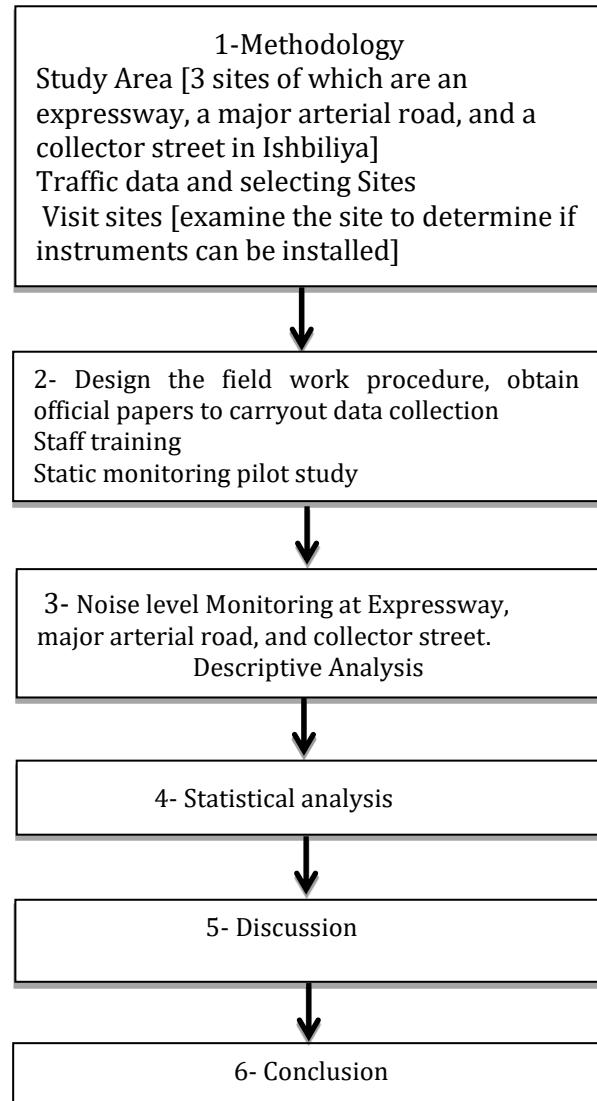 1-Methodology
Study Area [3 sites of which are an
expressway, a major arterial road, and a
collector street in Ishbiliya]
Traffic data and selecting Sites
Visit sites [examine the site to determine if
instruments can be installed]
2- Design the field work procedure, obtain
official papers to carryout data collection
Staff training
Static monitoring pilot study
3- Noise level Monitoring at Expressway,
major arterial road, and collector street.
Descriptive Analysis
4- Statistical analysis
5- Discussion
6- Conclusion